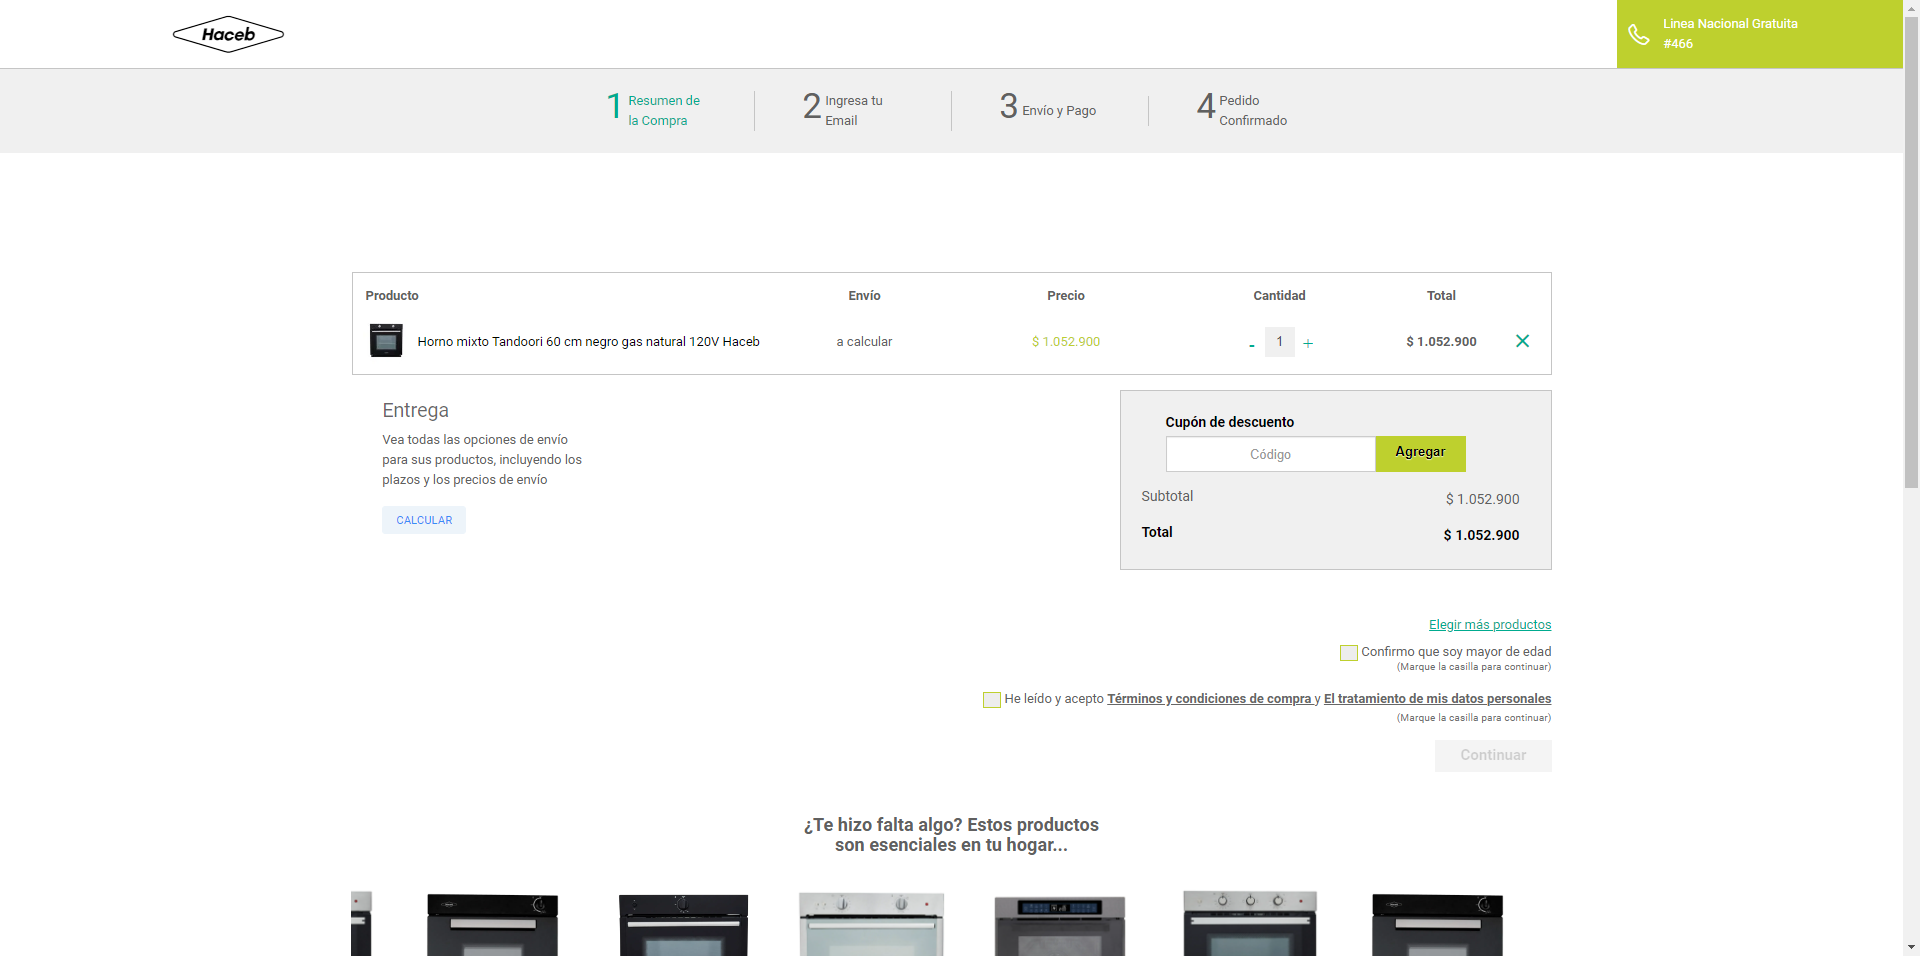 Haceb
Linea Nacional Gratuita
#466
1 Resumen de
la Compra
2 Ingresa tu
Email
3 Envío y Pago
4 Pedido
Confirmado
Producto Envío Precio Cantidad Total
Horno mixto Tandoori 60 cm negro gas natural 120V Haceb a calcular $ 1.052.900 - 1 + $ 1.052.900
Entrega
Vea todas las opciones de envío
para sus productos, incluyendo los
plazos y los precios de envío
CALCULAR
Cupón de descuento
Código Agregar
Subtotal $ 1.052.900
Total $ 1.052.900
Elegir más productos
Confirmo que soy mayor de edad
(Marque la casilla para continuar)
He leído y acepto Términos y condiciones de compra y El tratamiento de mis datos personales
(Marque la casilla para continuar)
Continuar
¿Te hizo falta algo? Estos productos
son esenciales en tu hogar...